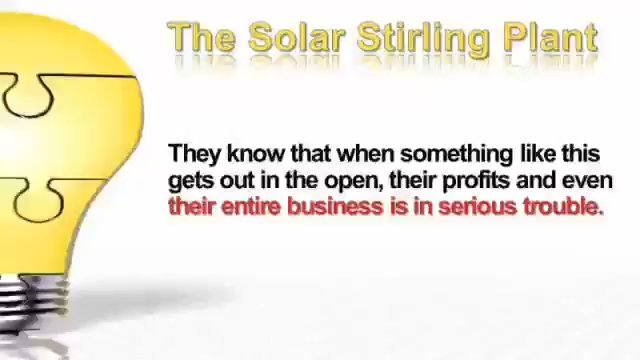 The Solar Stirling Plant
They know that when something like this
gets out in the open, their profits and even
their entire business is in serious trouble.